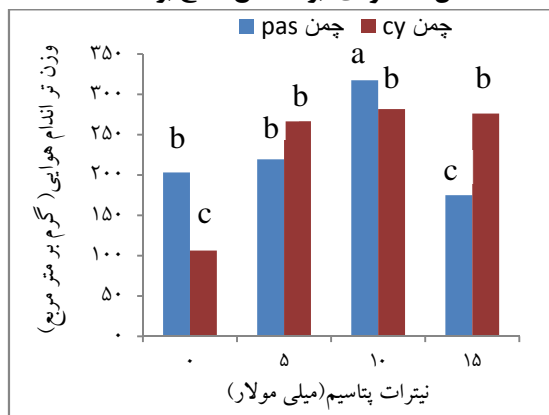 چمن pas چمن cy
وزن تر اندام هوایی( گرم بر متر مربع)
۳۵۰
۳۰۰
۲۵۰
۲۰۰
۱۵۰
۱۰۰
۵۰
۰
b
c
b
b
a
b
c
b
۰ ۵ ۱۰ ۱۵
نیترات پتاسیم(میلی مولار)